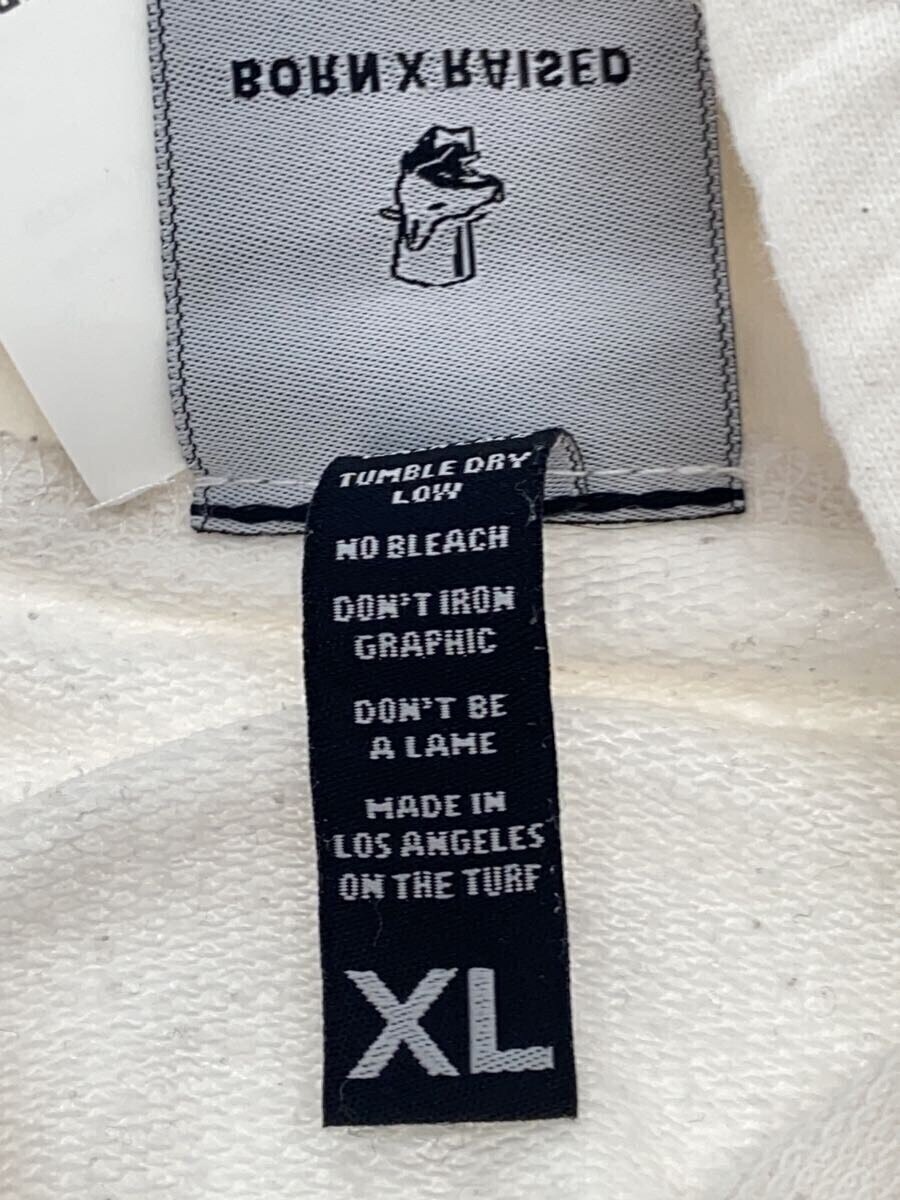 BORN X RAISED
TUMBLE DRY
LOW
NO BLEACH
DON'T IRON
GRAPHIC
DON'T BE
A LAME
MADE IN
LOS ANGELES
ON THE TURF
XL